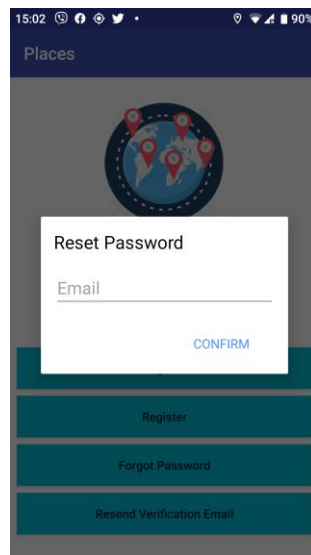 15:02 90%
Places
Reset Password
Email
CONFIRM
Register
Forgot Password
Resend Verification Email